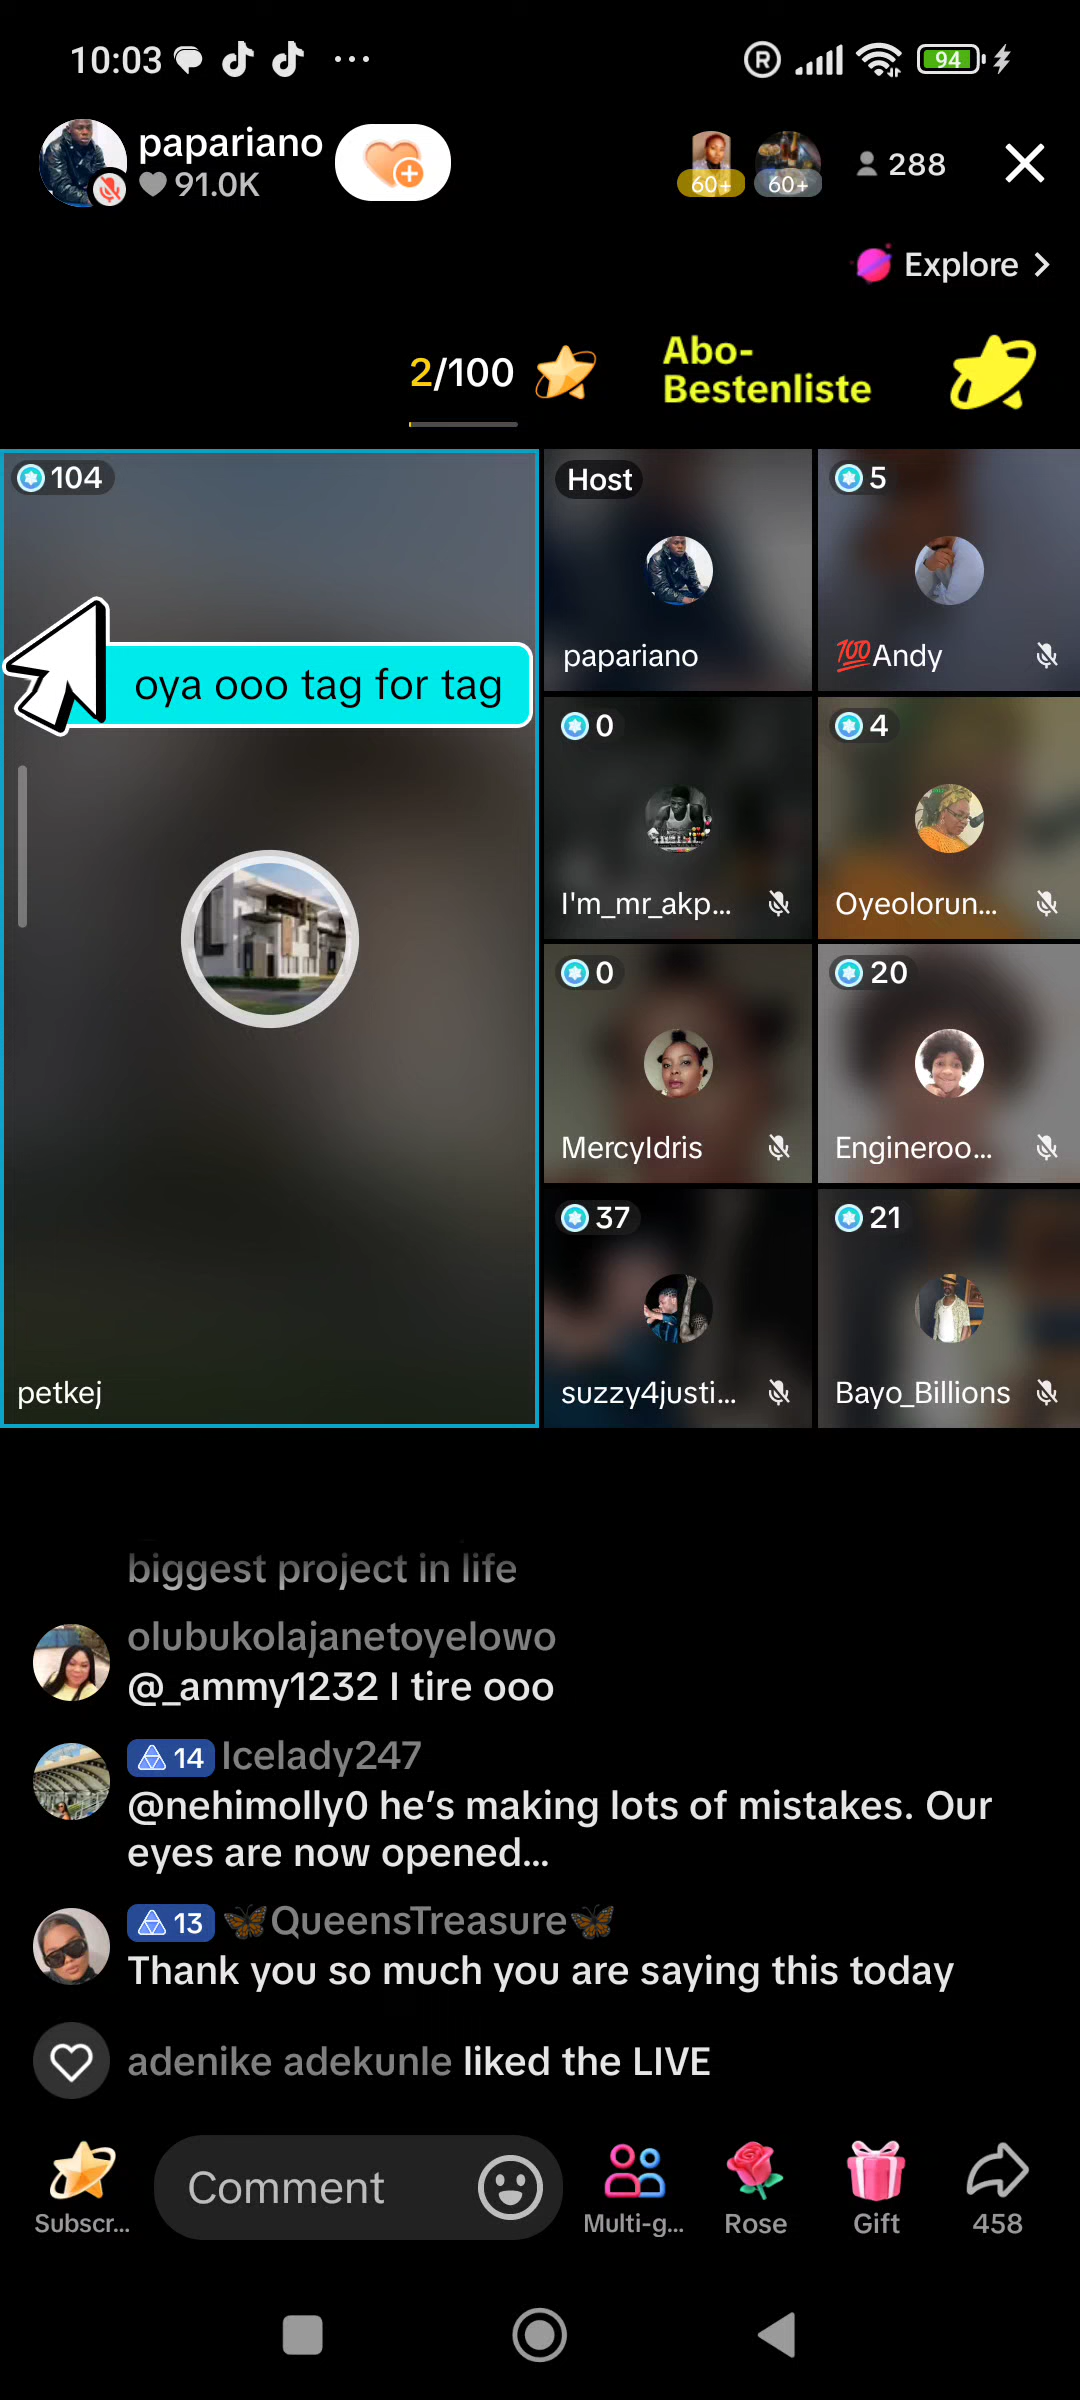 10:03
94
papariano
91.0K
60+
60+
288
Explore
2/100
Abo-
Bestenliste
104
oya ooo tag for tag
petkej
Host
papariano
5
💯Andy
0
I'm_mr_akp...
4
Oyeolorun...
0
MercyIdris
20
Engineroo...
37
suzzy4justi...
21
Bayo_Billions
biggest project in life
olubukolajanetoyelowo
@_ammy1232 I tire ooo
14 Icelady247
@nehimolly0 he’s making lots of mistakes. Our
eyes are now opened...
13 🦋QueensTreasure🦋
Thank you so much you are saying this today
adenike adekunle liked the LIVE
Subscr...
Comment
Multi-g...
Rose
Gift
458